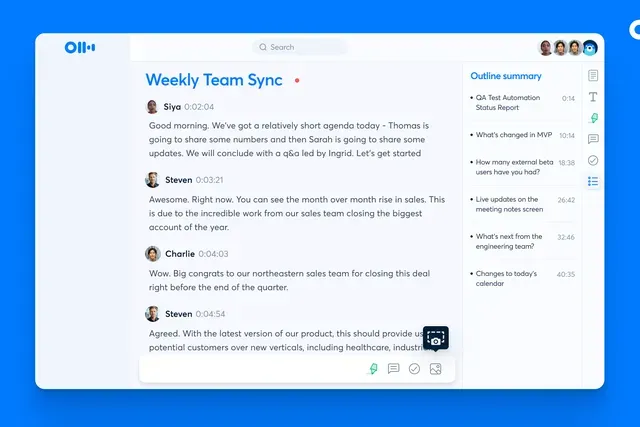 Search
Weekly Team Sync
Siya 0:02:04
Good morning. We've got a relatively short agenda today - Thomas is
going to share some numbers and then Sarah is going to share some
updates. We will conclude with a q&a led by Ingrid. Let's get started
Steven 0:03:21
Awesome. Right now. You can see the month over month rise in sales. This
is due to the incredible work from our sales team closing the biggest
account of the year.
Charlie 0:04:03
Wow. Big congrats to our northeastern sales team for closing this deal
right before the end of the quarter.
Steven 0:04:54
Agreed. With the latest version of our product, this should provide us
potential customers over new verticals, including healthcare,
Outline summary
QA Test Automation 0:14
Status Report
What's changed in MVP 10:14
How many external beta 18:38
users have you had?
Live updates on the 26:42
meeting notes screen
What's next from the 32:46
engineering team?
Changes to today's 40:35
calendar